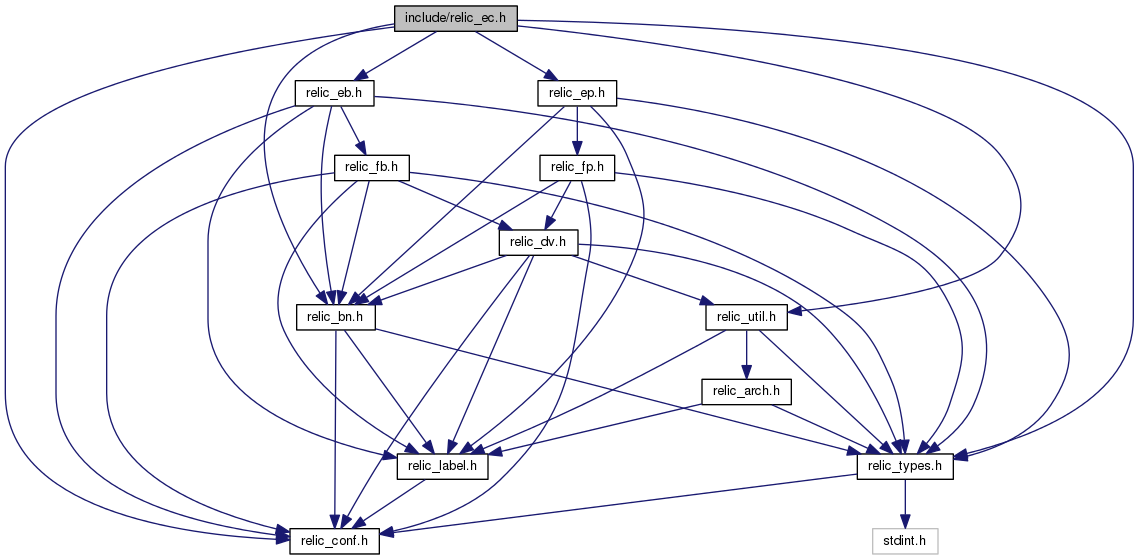 include/relic_ec.h
relic_eb.h
relic_ep.h
relic_fb.h
relic_fp.h
relic_dv.h
relic_bn.h
relic_util.h
relic_arch.h
relic_label.h
relic_types.h
relic_conf.h
stdint.h